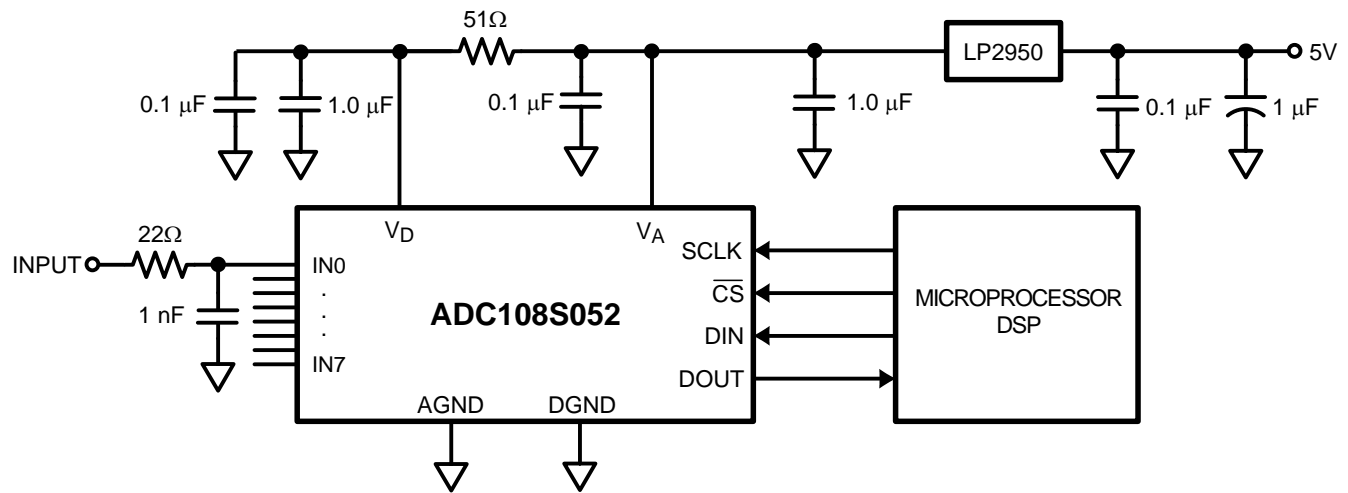 51Ω
LP2950
5V
0.1 μF
1.0 μF
0.1 μF
1.0 μF
0.1 μF
1 μF
22Ω
VD
VA
INPUT
IN0
SCLK
.
CS
1 nF
.
ADC108S052
MICROPROCESSOR
DSP
.
DIN
IN7
DOUT
AGND
DGND